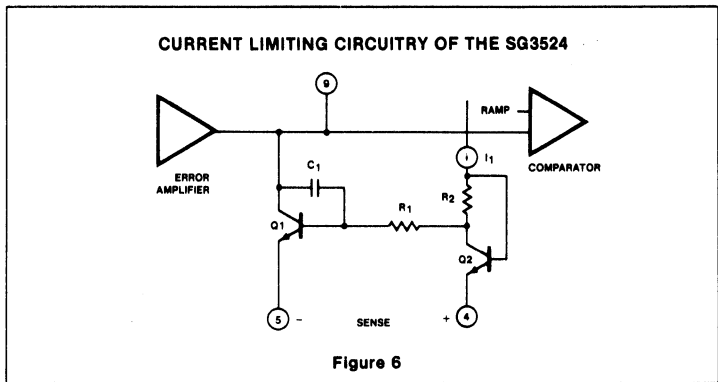 CURRENT LIMITING CIRCUITRY OF THE SG3524
9
RAMP
I1
COMPARATOR
ERROR
AMPLIFIER
C1
R1
R2
Q1
Q2
5 - SENSE + 4
Figure 6